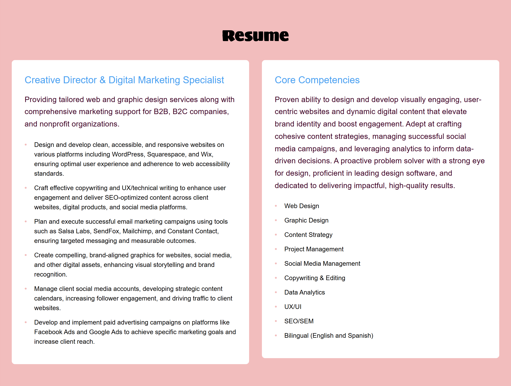 Resume
Creative Director & Digital Marketing Specialist
Providing tailored web and graphic design services along with
comprehensive marketing support for B2B, B2C companies,
and nonprofit organizations.
Design and develop clean, accessible, and responsive websites on
various platforms including WordPress, Squarespace, and Wix,
ensuring optimal user experience and adherence to web accessibility
standards.
Craft effective copywriting and UX/technical writing to enhance user
engagement and deliver SEO-optimized content across client
websites, digital products, and social media platforms.
Plan and execute successful email marketing campaigns using tools
such as Salsa Labs, SendFox, Mailchimp, and Constant Contact,
ensuring targeted messaging and measurable outcomes.
Create compelling, brand-aligned graphics for websites, social media,
and other digital assets, enhancing visual storytelling and brand
recognition.
Manage client social media accounts, developing strategic content
calendars, increasing follower engagement, and driving traffic to client
websites.
Develop and implement paid advertising campaigns on platforms like
Facebook Ads and Google Ads to achieve specific marketing goals and
increase client reach.
Core Competencies
Proven ability to design and develop visually engaging, user-
centric websites and dynamic digital content that elevate
brand identity and boost engagement. Adept at crafting
cohesive content strategies, managing successful social
media campaigns, and leveraging analytics to inform data-
driven decisions. A proactive problem solver with a strong eye
for design, proficient in leading design software, and
dedicated to delivering impactful, high-quality results.
Web Design
Graphic Design
Content Strategy
Project Management
Social Media Management
Copywriting & Editing
Data Analytics
UX/UI
SEO/SEM
Bilingual (English and Spanish)